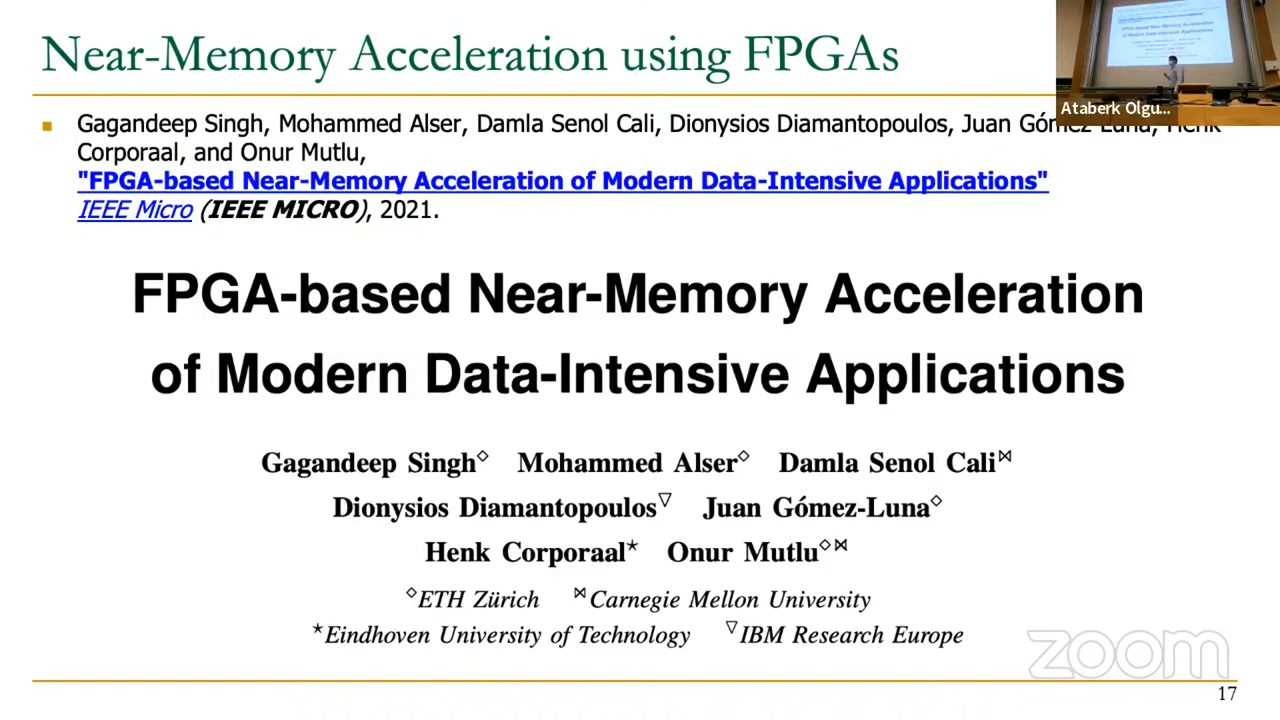 Near-Memory Acceleration using FPGAs
Ataberk Olgu...
Gagandeep Singh, Mohammed Alser, Damla Senol Cali, Dionysios Diamantopoulos, Juan Gómez-Luna, Henk
Corporaal, and Onur Mutlu,
"FPGA-based Near-Memory Acceleration of Modern Data-Intensive Applications"
IEEE Micro (IEEE MICRO), 2021.
FPGA-based Near-Memory Acceleration
of Modern Data-Intensive Applications
Gagandeep Singh◇ Mohammed Alser◇ Damla Senol Cali⋈
Dionysios Diamantopoulos▽ Juan Gómez-Luna◇
Henk Corporaal⋆ Onur Mutlu◇⋈
◇ETH Zürich ⋈Carnegie Mellon University
⋆Eindhoven University of Technology ▽IBM Research Europe
zoom
17